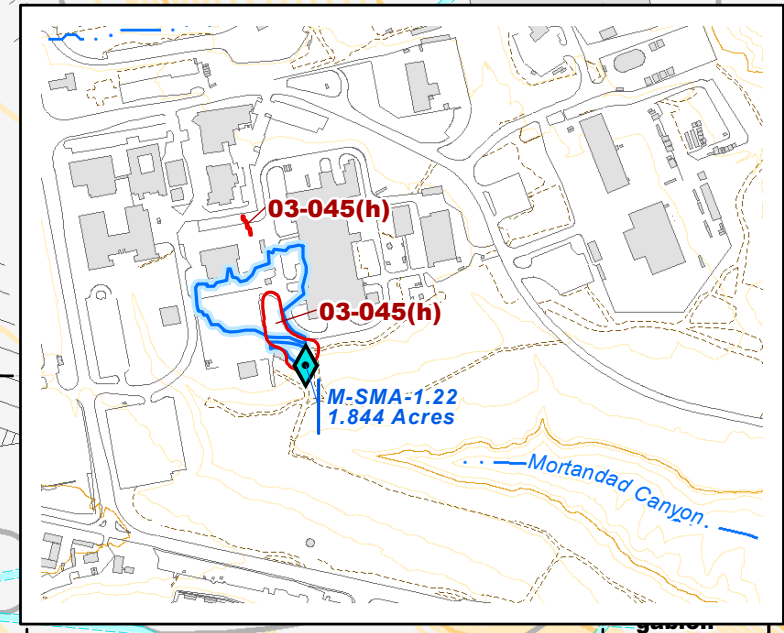 03-045(h)
03-045(h)
M-SMA-1.22
1.844 Acres
Mortandad Canyon
gabion